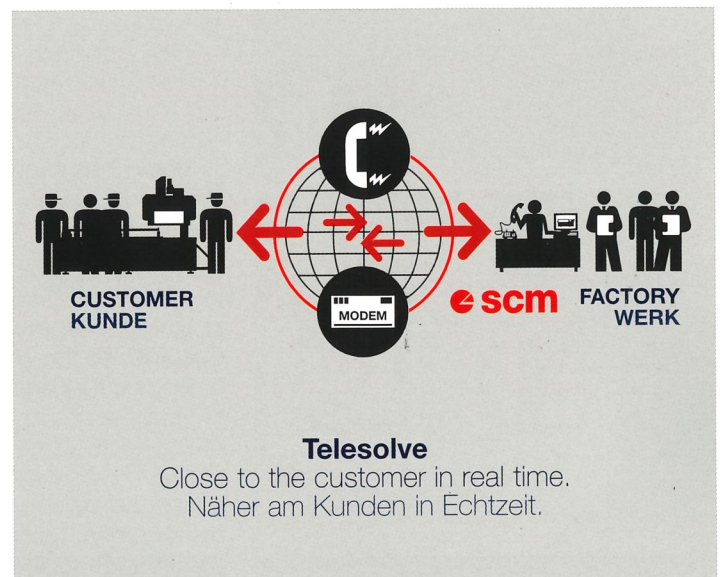 MODEM
CUSTOMER
KUNDE
scm
FACTORY
WERK
Telesolve
Close to the customer in real time.
Näher am Kunden in Echtzeit.